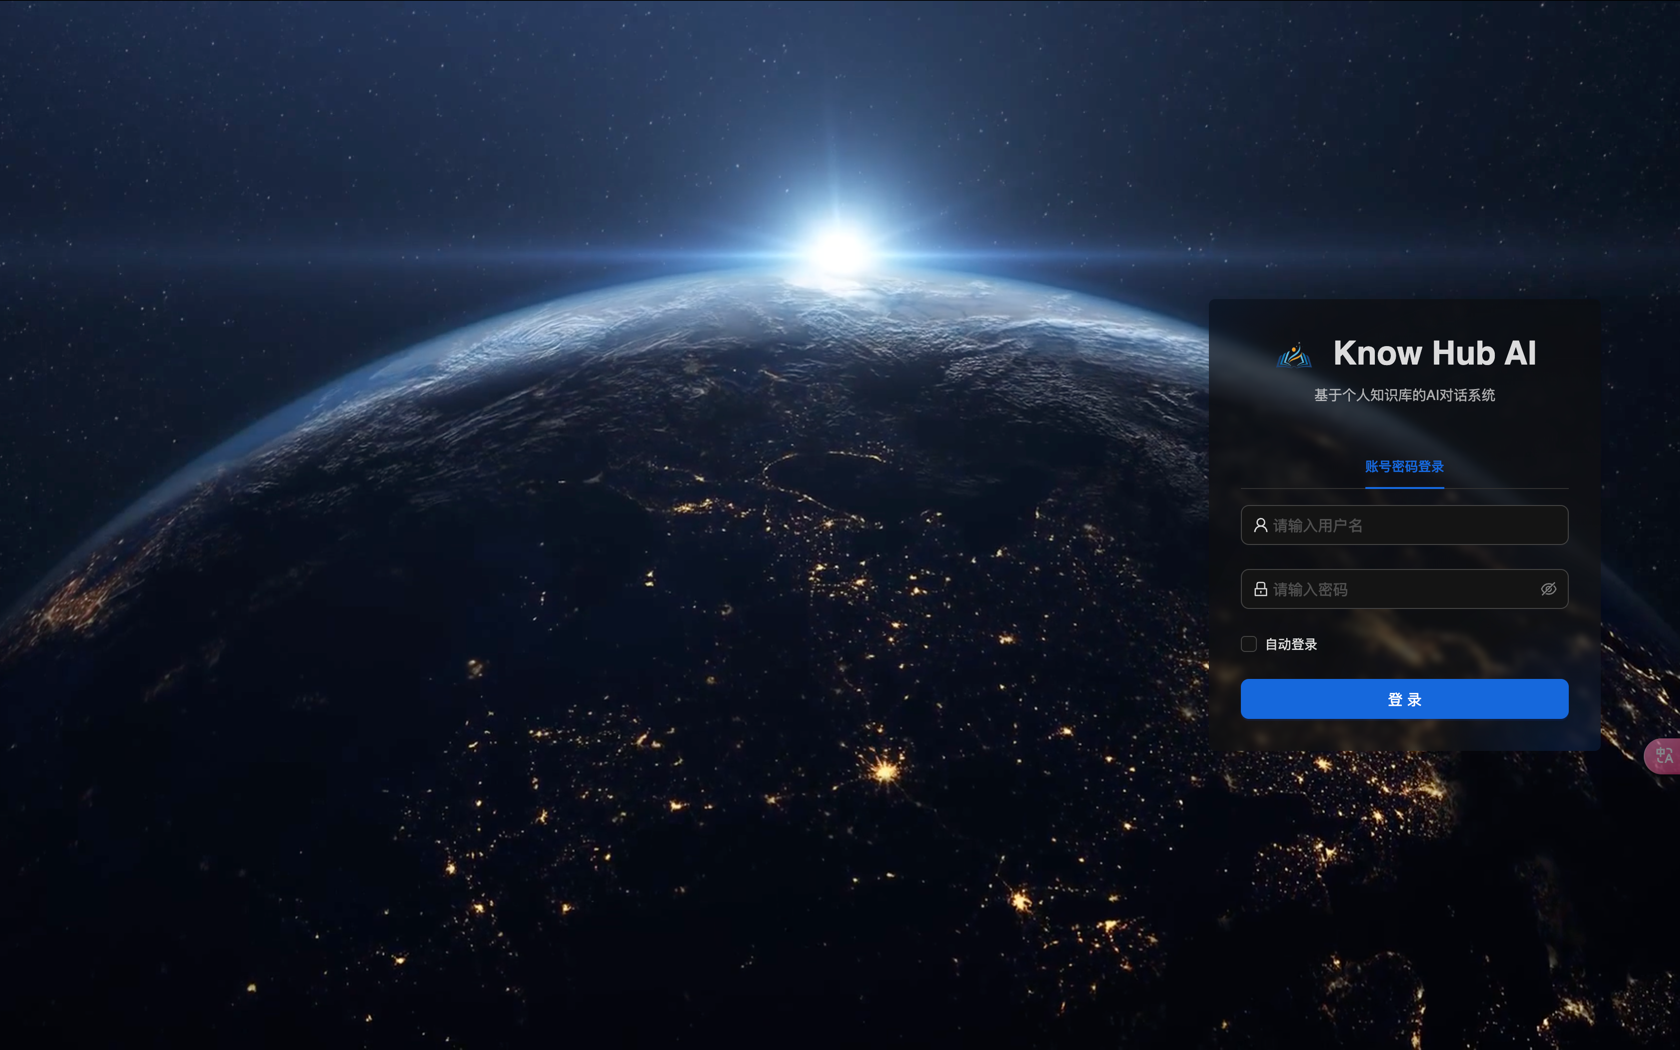 Know Hub AI
基于个人知识库的AI对话系统
账号密码登录
请输入用户名
请输入密码
自动登录
登 录
中
A